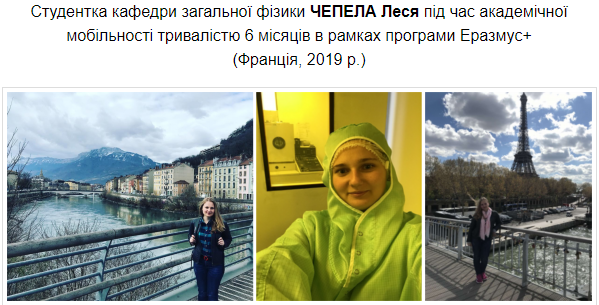 Студентка кафедри загальної фізики ЧЕПЕЛА Леся під час академічної
мобільності тривалістю 6 місяців в рамках програми Еразмус+
(Франція, 2019 р.)